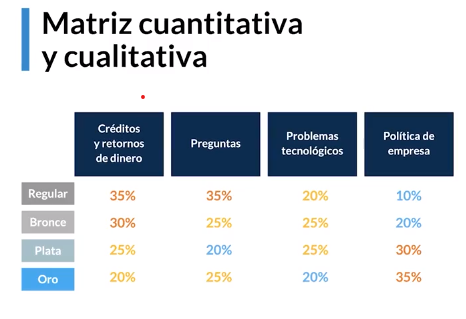 Matriz cuantitativa
y cualitativa
Créditos
y retornos
de dinero
Preguntas
Problemas
tecnológicos
Política de
empresa
Regular 35% 35% 20% 10%
Bronce 30% 25% 25% 20%
Plata 25% 20% 25% 30%
Oro 20% 25% 20% 35%